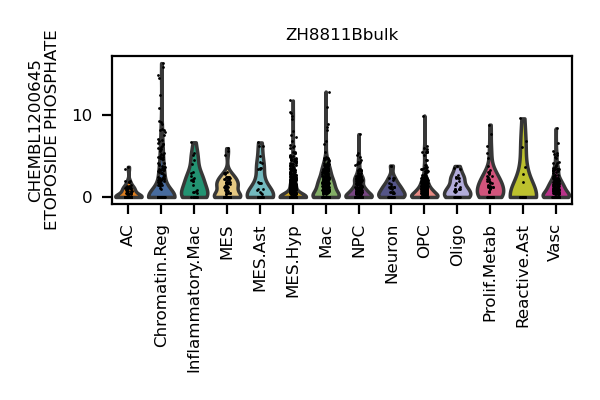 ZH8811Bbulk
CHEMBL1200645
ETOPOSIDE PHOSPHATE
10
0
AC
Chromatin.Reg
Inflammatory.Mac
MES
MES.Ast
MES.Hyp
Mac
NPC
Neuron
OPC
Oligo
Prolif.Metab
Reactive.Ast
Vasc